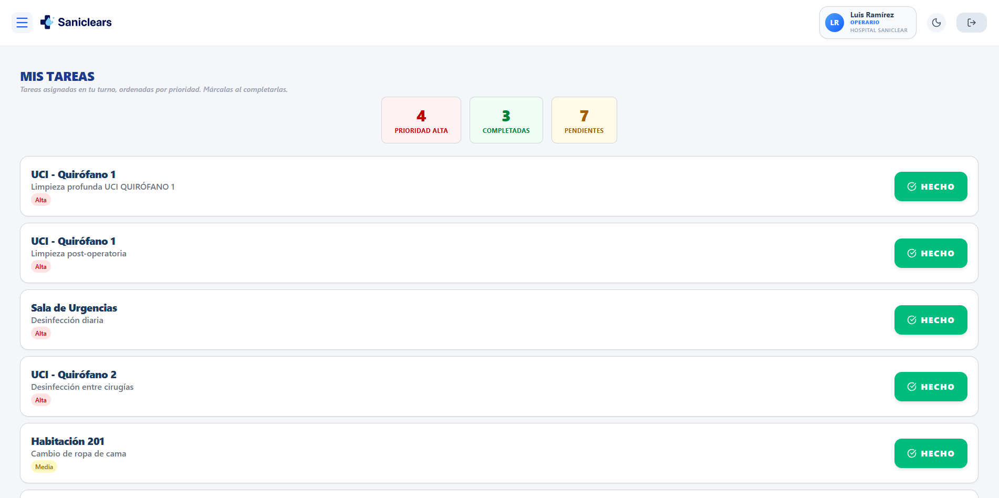 Saniclears
LR
Luis Ramírez
OPERARIO
HOSPITAL SANICLEAR
MIS TAREAS
Tareas asignadas en tu turno, ordenadas por prioridad. Márcalas al completarlas.
4
PRIORIDAD ALTA
3
COMPLETADAS
7
PENDIENTES
UCI - Quirófano 1
Limpieza profunda UCI QUIRÓFANO 1
Alta
HECHO
UCI - Quirófano 1
Limpieza post-operatoria
Alta
HECHO
Sala de Urgencias
Desinfección diaria
Alta
HECHO
UCI - Quirófano 2
Desinfección entre cirugías
Alta
HECHO
Habitación 201
Cambio de ropa de cama
Media
HECHO